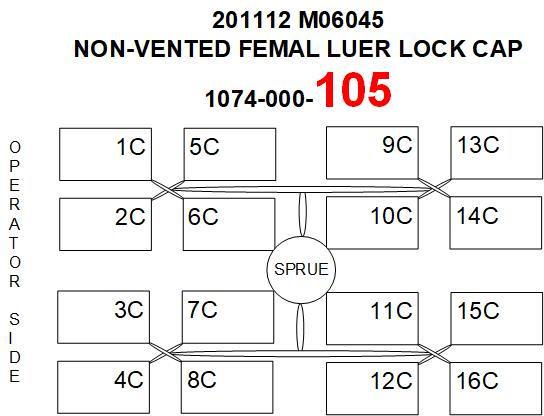 201112 M06045
NON-VENTED FEMAL LUER LOCK CAP
1074-000-105
OPERATOR SIDE
1C 5C 9C 13C
2C 6C 10C 14C
SPRUE
3C 7C 11C 15C
4C 8C 12C 16C